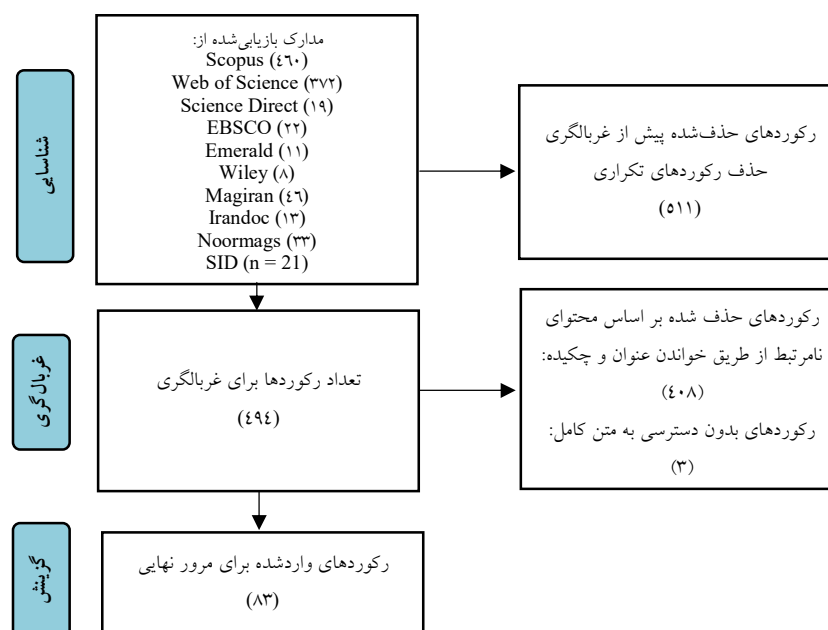 شناسایی
مدارک بازیابی‌شده از:
Scopus (٤٦٠)
Web of Science (٣٧٢)
Science Direct (١٩)
EBSCO (٢٢)
Emerald (١١)
Wiley (٨)
Magiran (٤٦)
Irandoc (١٣)
Noormags (٣٣)
SID (n = 21)
رکوردهای حذف‌شده پیش از غربالگری
حذف رکوردهای تکراری
(٥١١)
غربال‌گری
تعداد رکوردها برای غربالگری
(٤٩٤)
رکوردهای حذف شده بر اساس محتوای
نامرتبط از طریق خواندن عنوان و چکیده:
(٤٠٨)
رکوردهای بدون دسترسی به متن کامل:
(٣)
گزینش
رکوردهای واردشده برای مرور نهایی
(٨٣)